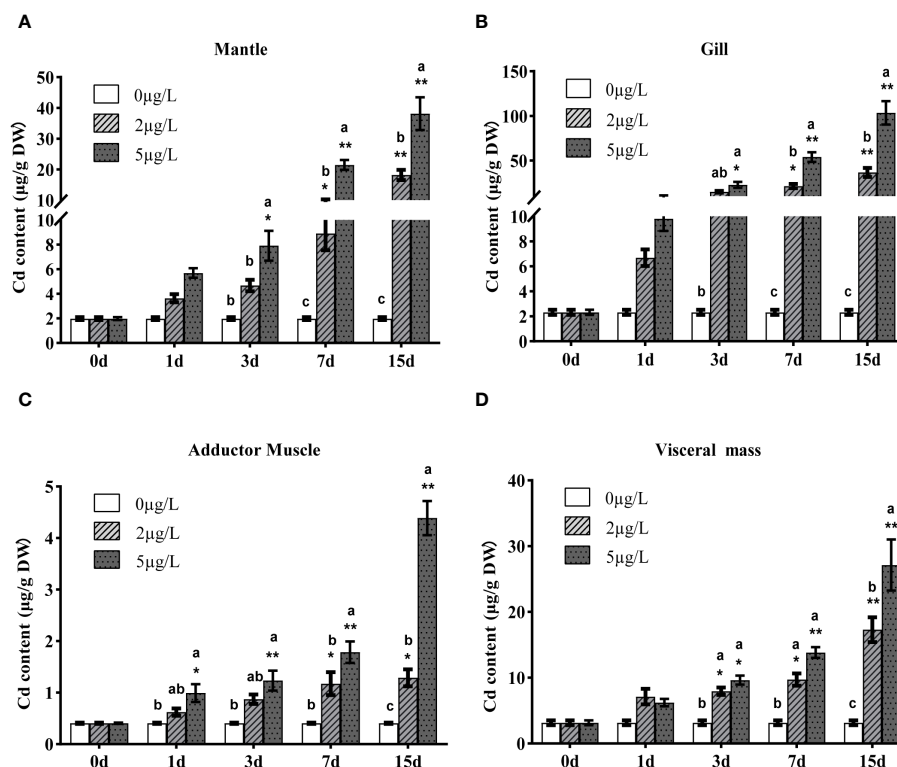 A
Mantle
Cd content (μg/g DW)
50
40
30
20
10
10
8
6
4
2
0
0μg/L
2μg/L
5μg/L
b
b
*
a
*
c
b
*
a
**
c
b
**
a
**
0d 1d 3d 7d 15d
B
Gill
Cd content (μg/g DW)
150
100
50
10
8
6
4
2
0
0μg/L
2μg/L
5μg/L
b
ab
a
*
c
b
*
a
**
c
b
**
a
**
0d 1d 3d 7d 15d
C
Adductor Muscle
Cd content (μg/g DW)
5
4
3
2
1
0
0μg/L
2μg/L
5μg/L
b
ab
a
*
b
ab
a
**
b
b
*
a
**
c
b
*
a
**
0d 1d 3d 7d 15d
D
Visceral mass
Cd content (μg/g DW)
40
30
20
10
0
0μg/L
2μg/L
5μg/L
b
a
*
a
*
b
a
*
a
**
c
b
**
a
**
0d 1d 3d 7d 15d